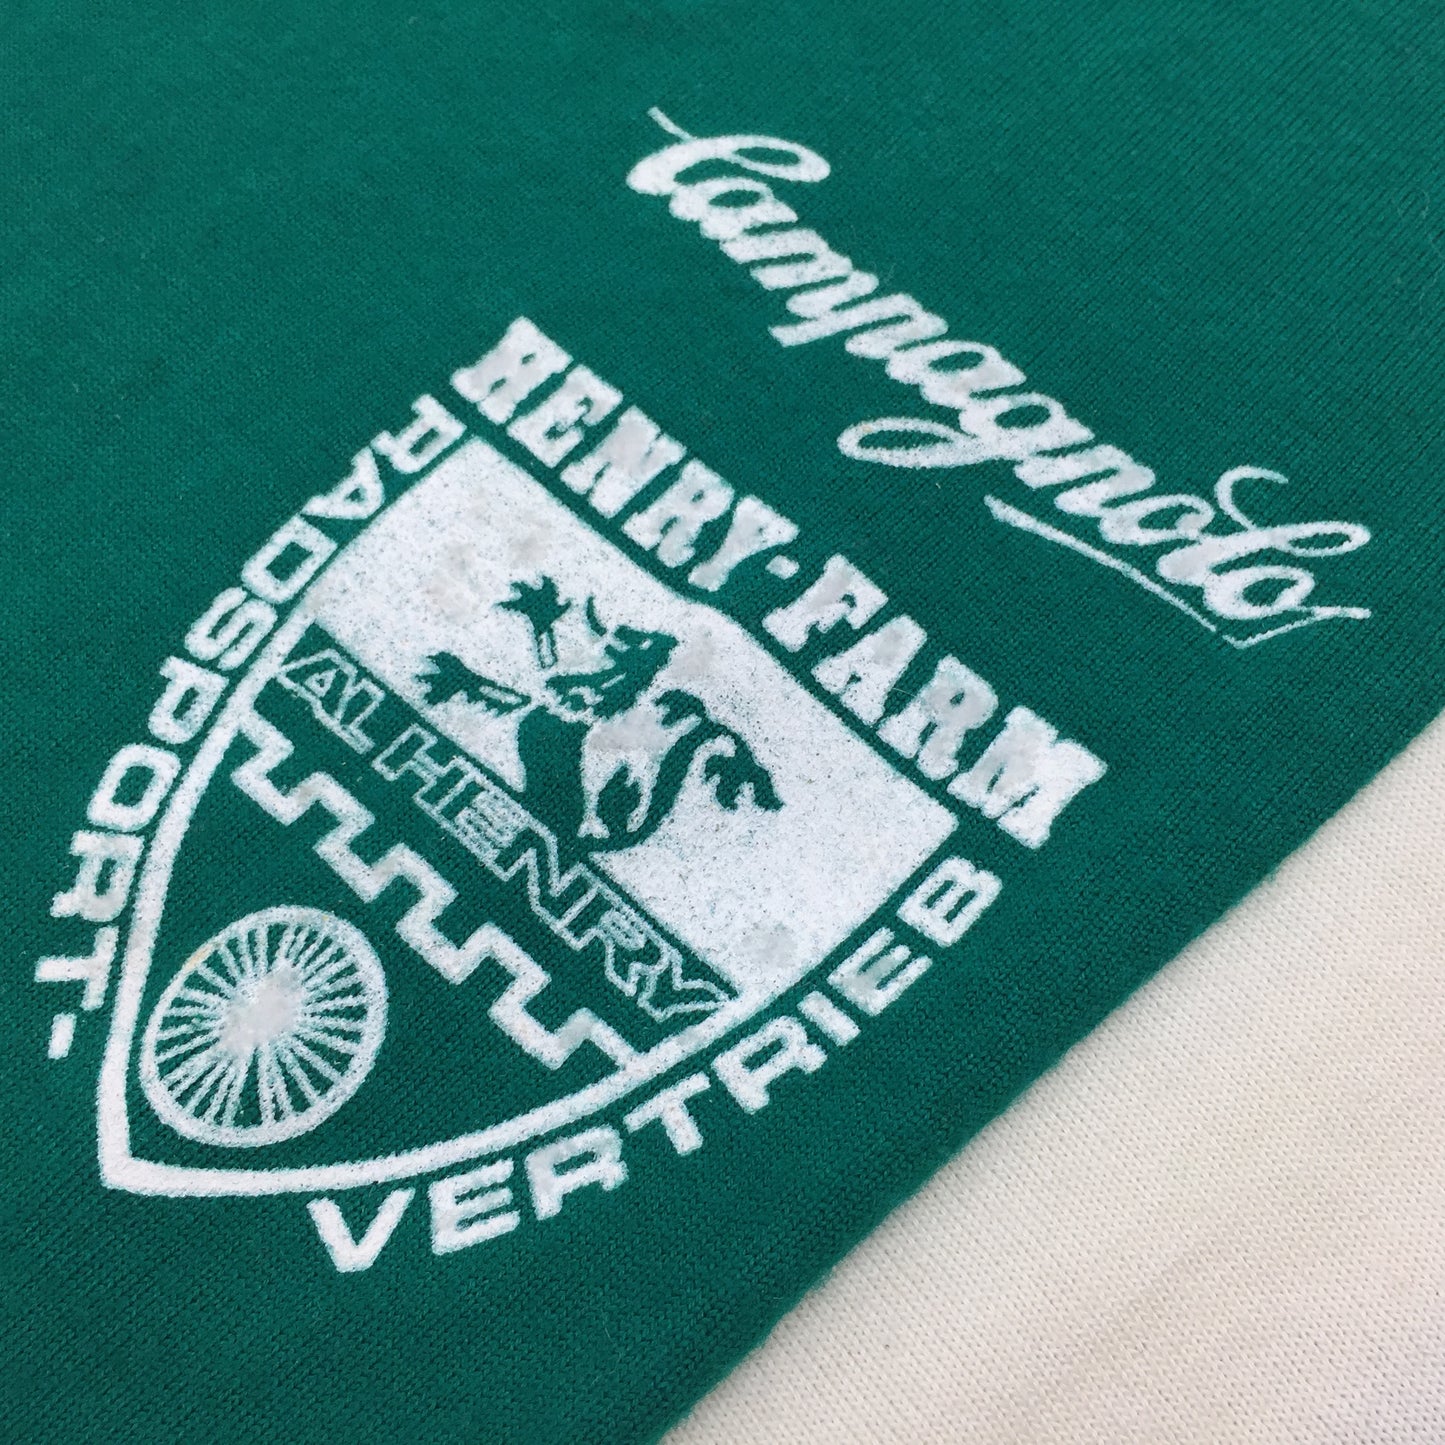 Campagnolo
HENRY-FARM
RADSPORT-
AL HENRY
VERTRIEB